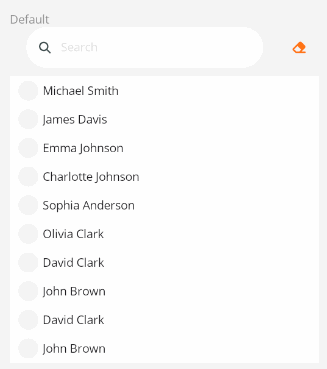 Default
Search
Michael Smith
James Davis
Emma Johnson
Charlotte Johnson
Sophia Anderson
Olivia Clark
David Clark
John Brown
David Clark
John Brown